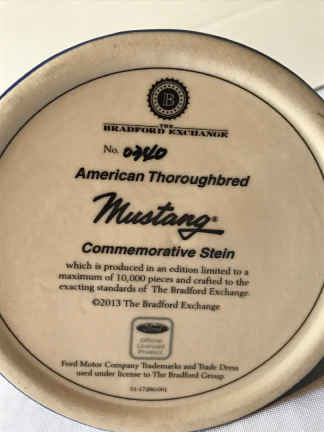 B
THE
BRADFORD EXCHANGE
No. 0340
American Thoroughbred
Mustang®
Commemorative Stein
which is produced in an edition limited to a
maximum of 10,000 pieces and crafted to the
exacting standards of The Bradford Exchange.
©2013 The Bradford Exchange
Ford
Official
Licensed
Product
Ford Motor Company Trademarks and Trade Dress
used under license to The Bradford Group.